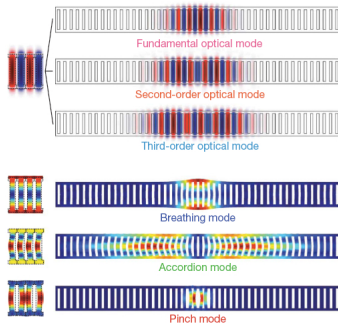 Fundamental optical mode
Second-order optical mode
Third-order optical mode
Breathing mode
Accordion mode
Pinch mode